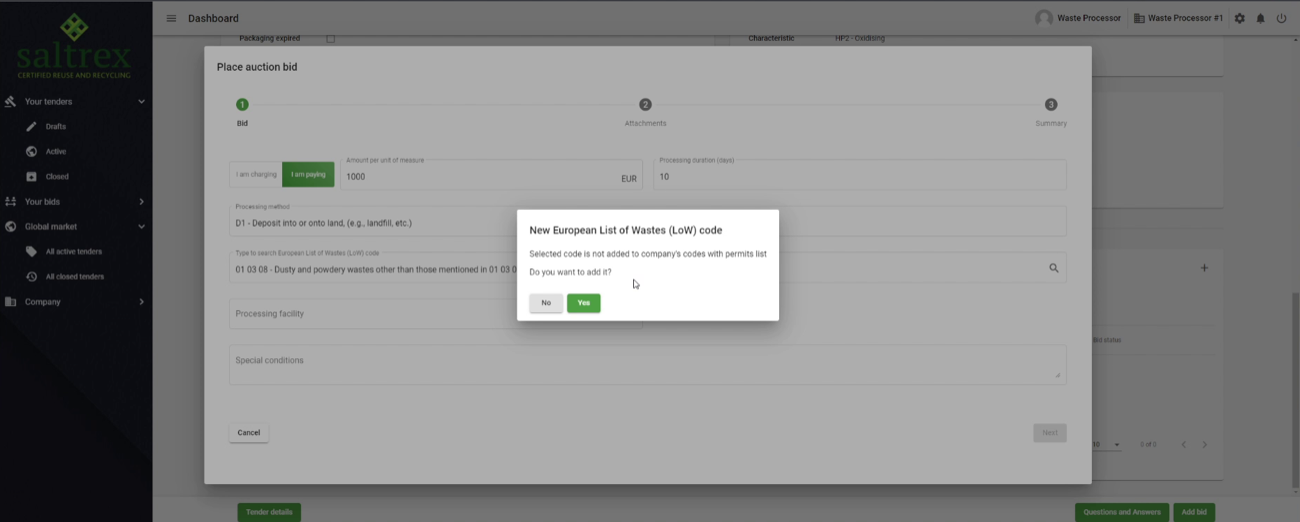 saltrex
CERTIFIED REUSE AND RECYCLING
Your tenders
Drafts
Active
Closed
Your bids
Global market
All active tenders
All closed tenders
Company
Dashboard
Waste Processor
Waste Processor #1
Packaging expired
Characteristic
HP2 - Oxidising
Place auction bid
1
2
3
Bid
Attachments
Summary
I am charging
I am paying
Amount per unit of measure
1000
EUR
Processing duration (days)
10
Processing method
D1 - Deposit into or onto land, (e.g., landfill, etc.)
Type to search European List of Wastes (LoW) code
01 03 08 - Dusty and powdery wastes other than those mentioned in 01 03 0
Processing facility
Special conditions
Cancel
Next
New European List of Wastes (LoW) code
Selected code is not added to company's codes with permits list
Do you want to add it?
No
Yes
Bid status
10
0 of 0
Tender details
Questions and Answers
Add bid